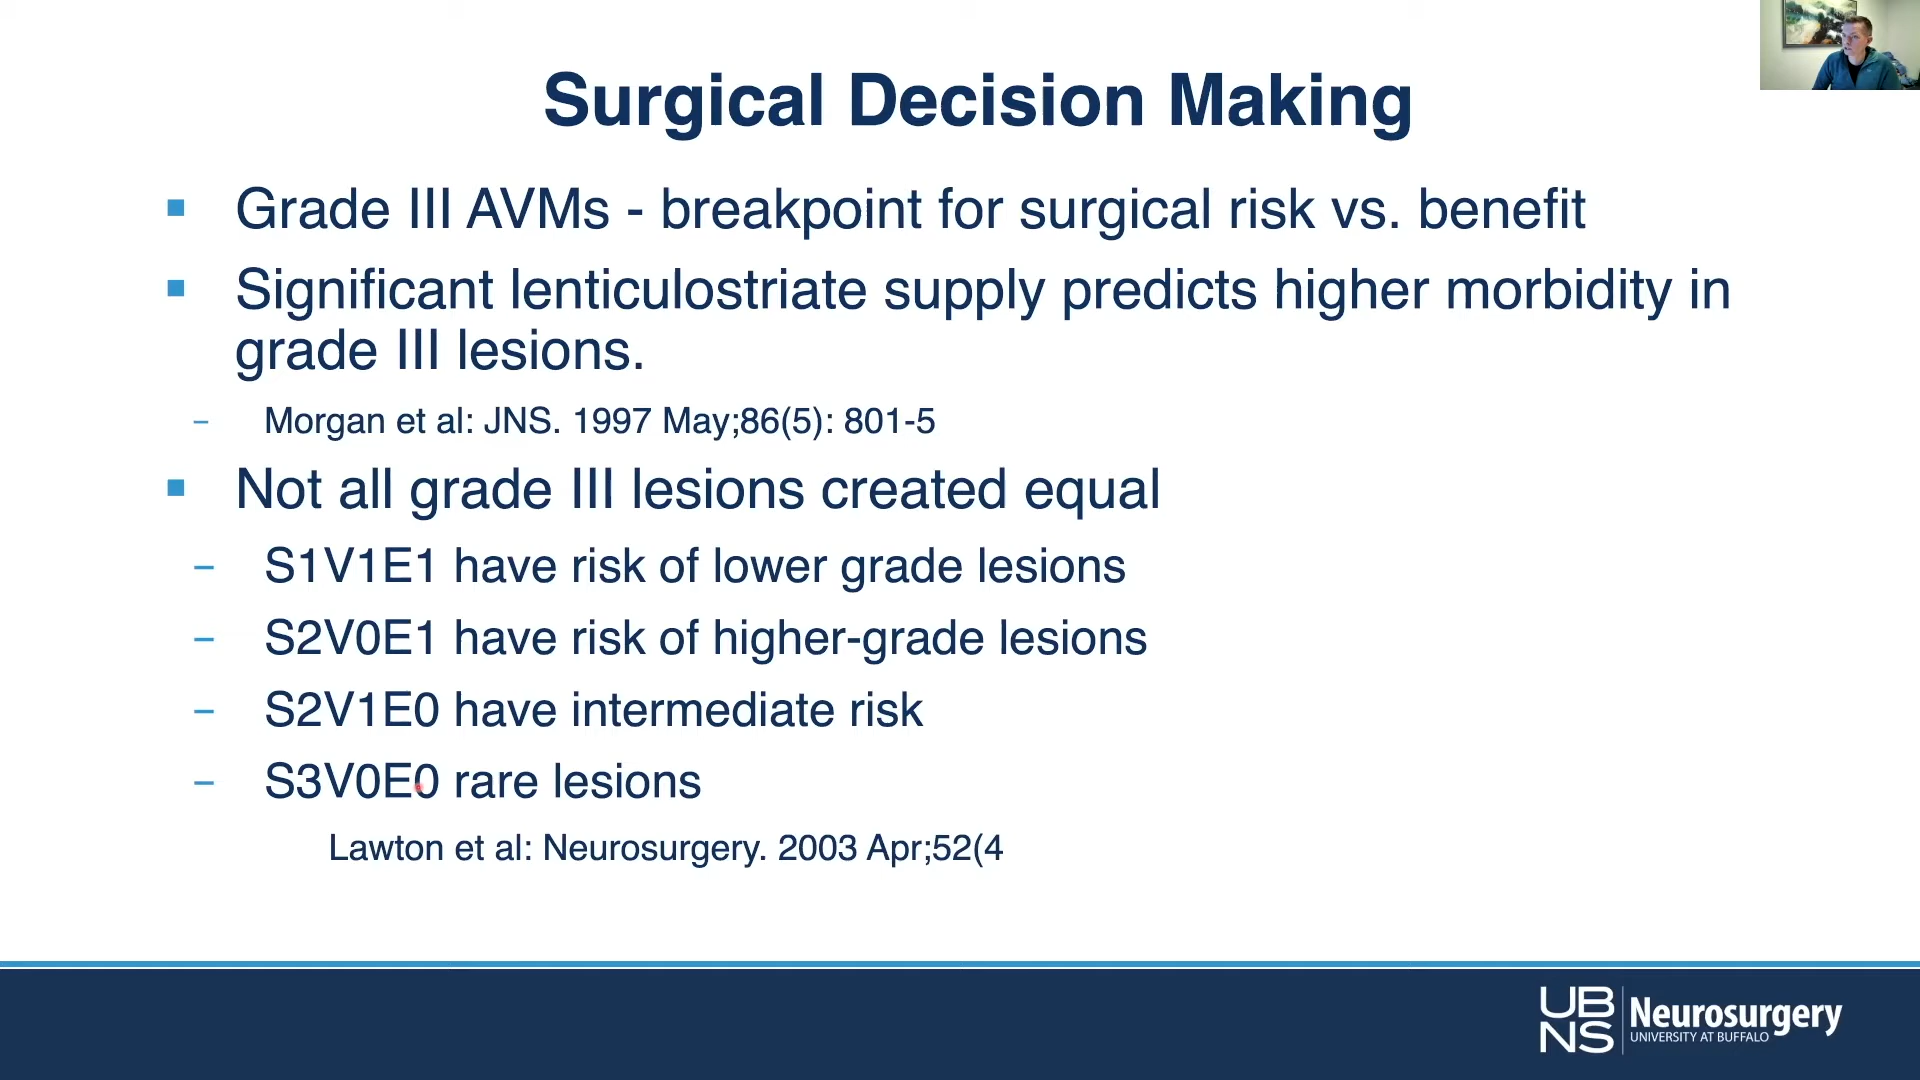 Surgical Decision Making
▪ Grade III AVMs - breakpoint for surgical risk vs. benefit
▪ Significant lenticulostriate supply predicts higher morbidity in
grade III lesions.
– Morgan et al: JNS. 1997 May;86(5): 801-5
▪ Not all grade III lesions created equal
– S1V1E1 have risk of lower grade lesions
– S2V0E1 have risk of higher-grade lesions
– S2V1E0 have intermediate risk
– S3V0E0 rare lesions
Lawton et al: Neurosurgery. 2003 Apr;52(4
UB
NS
Neurosurgery
UNIVERSITY AT BUFFALO